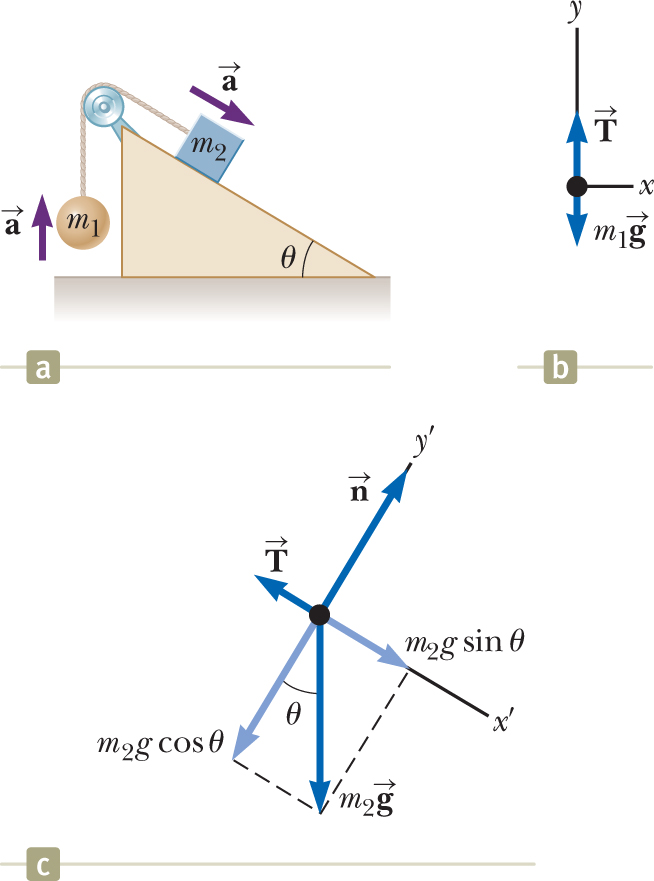 a⃗
m₂
a⃗
m₁
θ
a
y
T⃗
x
m₁g⃗
b
y′
n⃗
T⃗
m₂g sin θ
θ
x′
m₂g cos θ
m₂g⃗
c